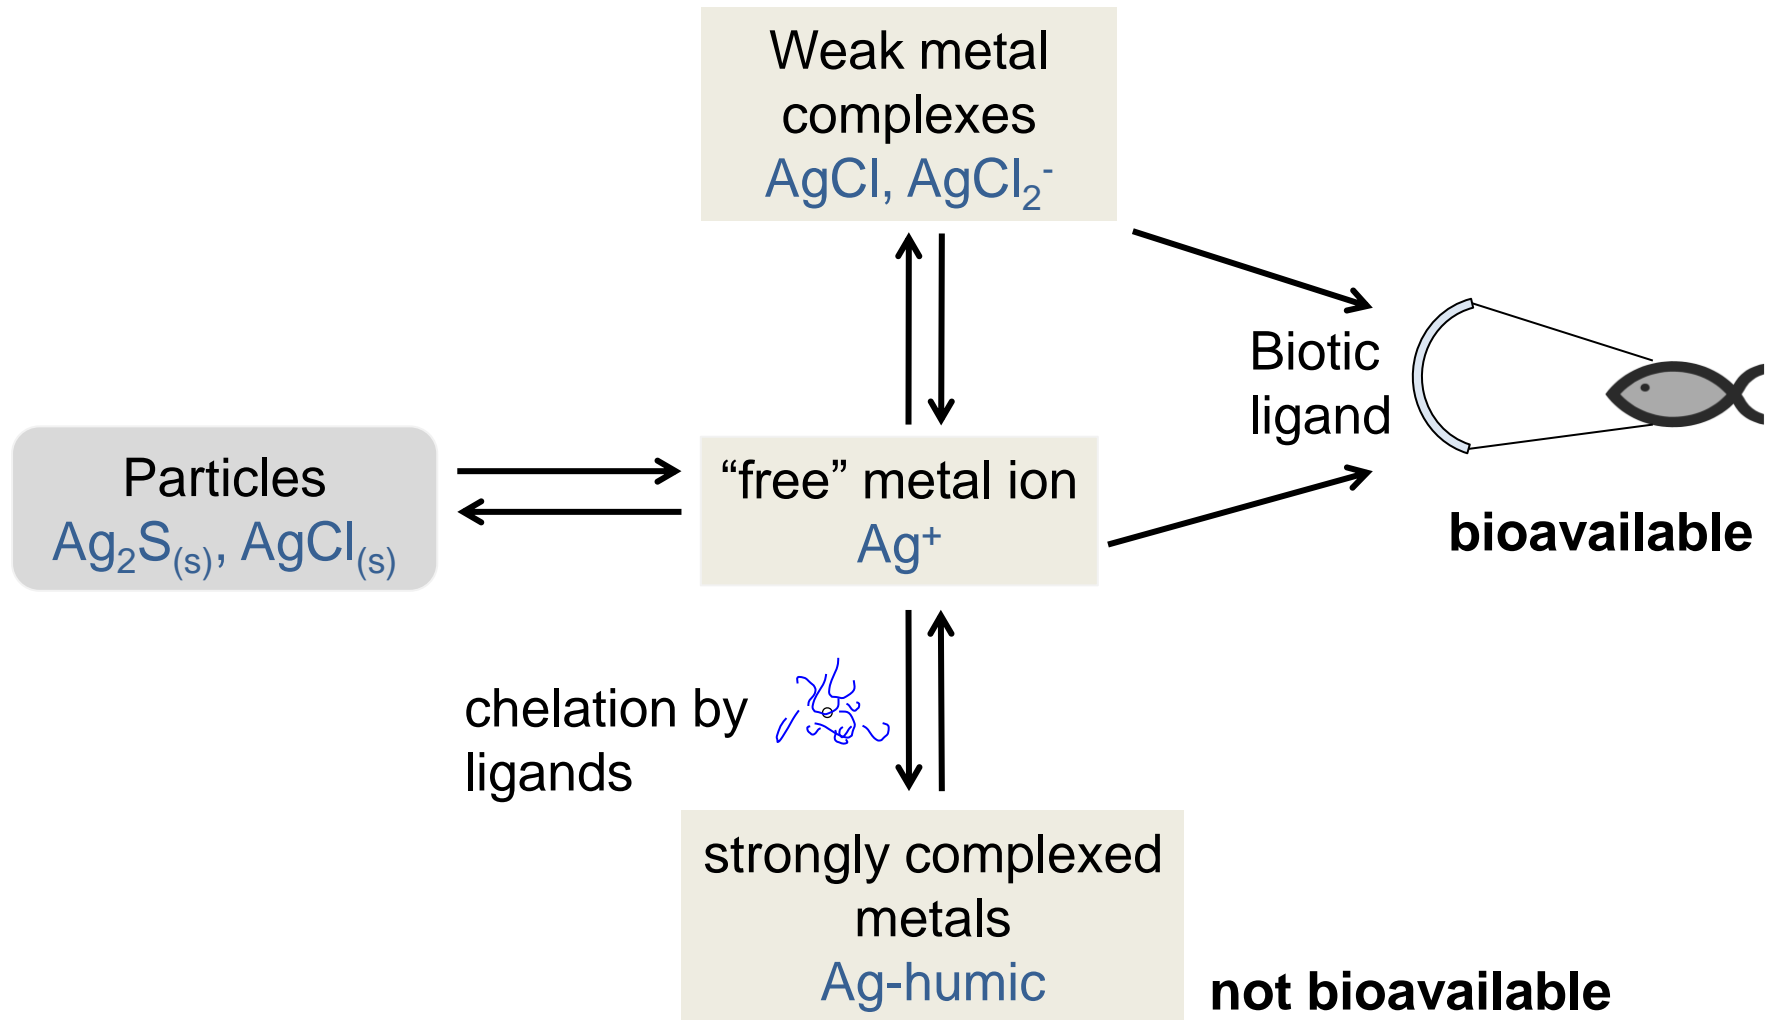 Weak metal
complexes
AgCl, AgCl₂⁻
Biotic
ligand
Particles
Ag₂S₍ₛ₎, AgCl₍ₛ₎
“free” metal ion
Ag⁺
bioavailable
chelation by
ligands
strongly complexed
metals
Ag-humic
not bioavailable